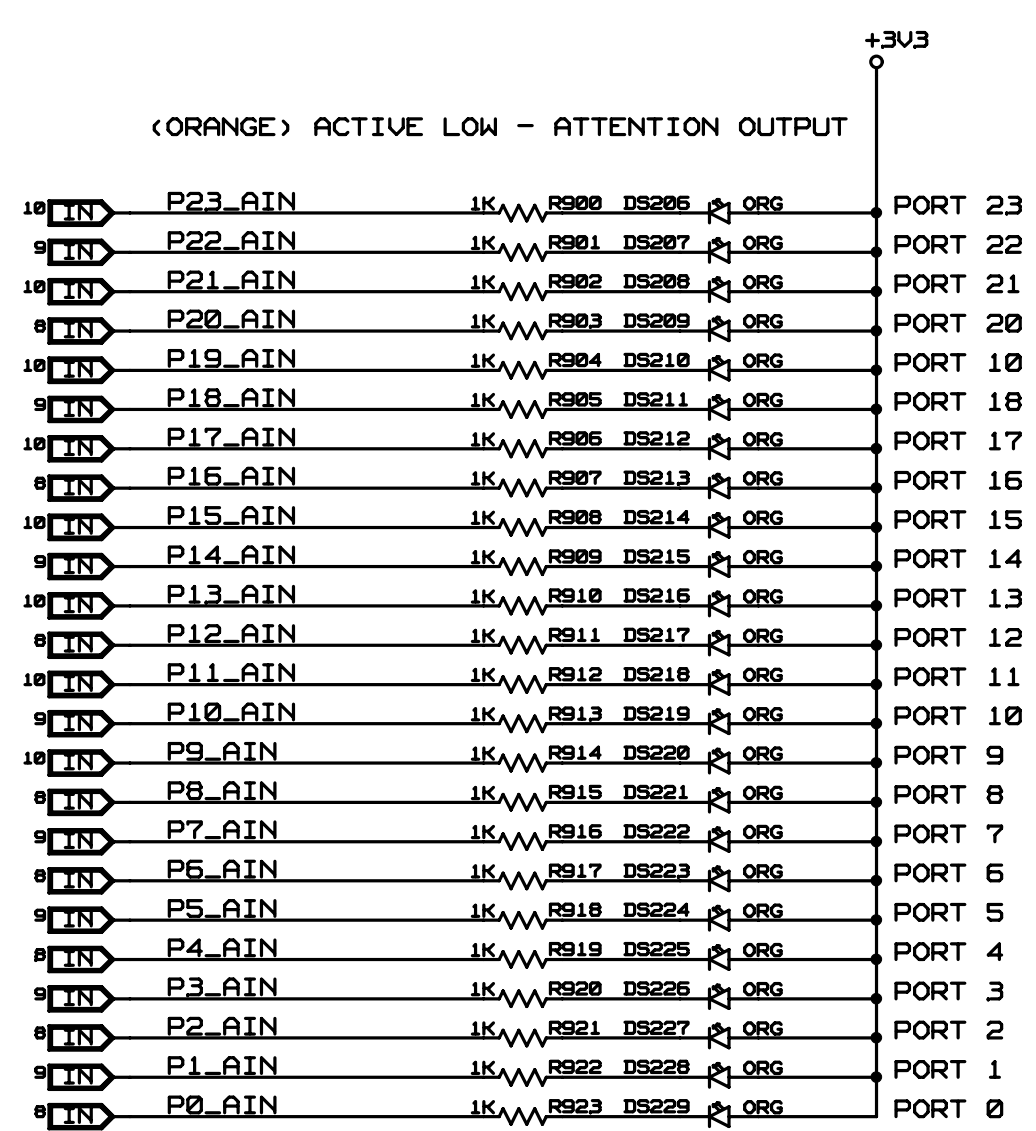 +3V3
(ORANGE) ACTIVE LOW - ATTENTION OUTPUT
10 IN P23_AIN 1K R900 DS206 ORG PORT 23
9 IN P22_AIN 1K R901 DS207 ORG PORT 22
10 IN P21_AIN 1K R902 DS208 ORG PORT 21
8 IN P20_AIN 1K R903 DS209 ORG PORT 20
10 IN P19_AIN 1K R904 DS210 ORG PORT 10
9 IN P18_AIN 1K R905 DS211 ORG PORT 18
10 IN P17_AIN 1K R906 DS212 ORG PORT 17
8 IN P16_AIN 1K R907 DS213 ORG PORT 16
10 IN P15_AIN 1K R908 DS214 ORG PORT 15
9 IN P14_AIN 1K R909 DS215 ORG PORT 14
10 IN P13_AIN 1K R910 DS216 ORG PORT 13
8 IN P12_AIN 1K R911 DS217 ORG PORT 12
10 IN P11_AIN 1K R912 DS218 ORG PORT 11
9 IN P10_AIN 1K R913 DS219 ORG PORT 10
10 IN P9_AIN 1K R914 DS220 ORG PORT 9
8 IN P8_AIN 1K R915 DS221 ORG PORT 8
9 IN P7_AIN 1K R916 DS222 ORG PORT 7
8 IN P6_AIN 1K R917 DS223 ORG PORT 6
9 IN P5_AIN 1K R918 DS224 ORG PORT 5
8 IN P4_AIN 1K R919 DS225 ORG PORT 4
9 IN P3_AIN 1K R920 DS226 ORG PORT 3
8 IN P2_AIN 1K R921 DS227 ORG PORT 2
9 IN P1_AIN 1K R922 DS228 ORG PORT 1
8 IN P0_AIN 1K R923 DS229 ORG PORT 0